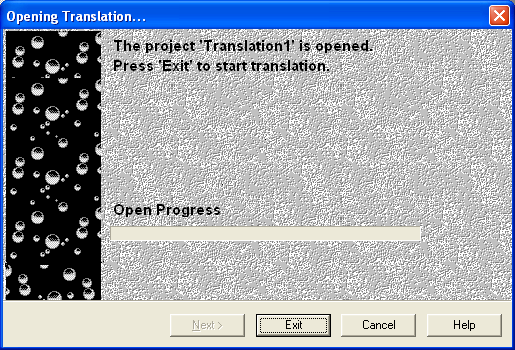 Opening Translation...
The project 'Translation1' is opened.
Press 'Exit' to start translation.
Open Progress
Next >
Exit
Cancel
Help